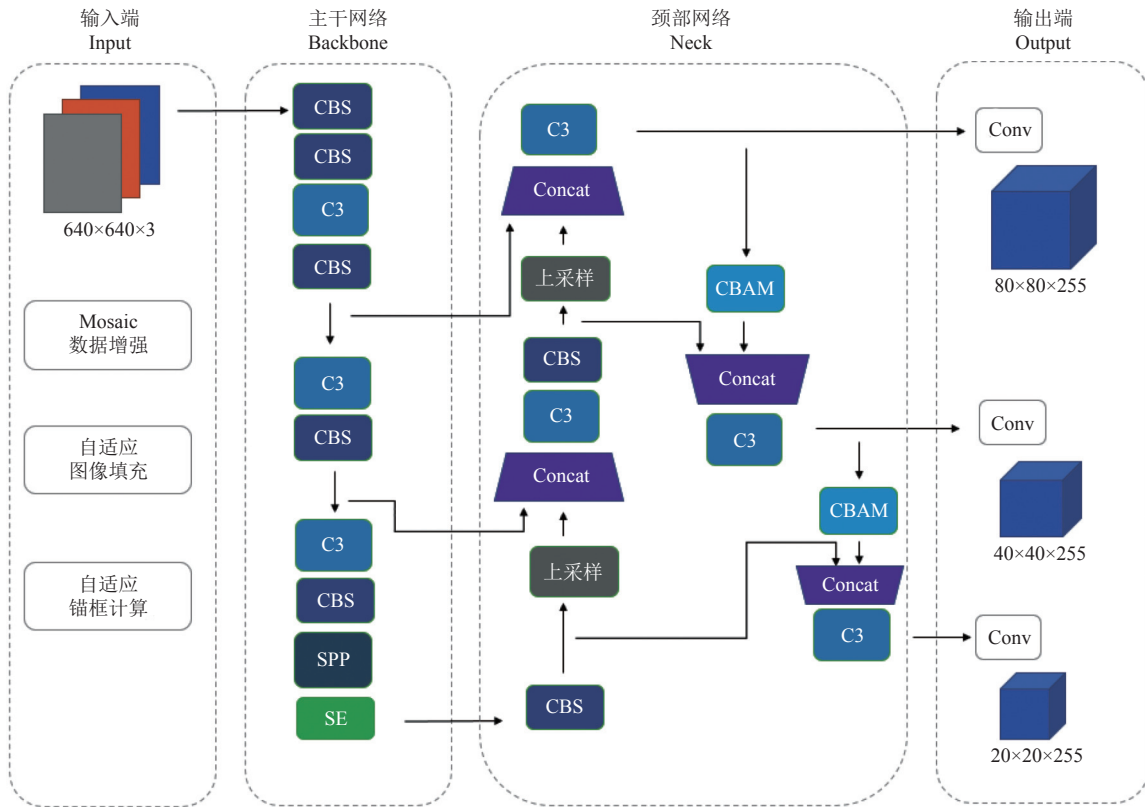 输入端
Input
主干网络
Backbone
颈部网络
Neck
输出端
Output
640×640×3
Mosaic
数据增强
自适应
图像填充
自适应
锚框计算
CBS
CBS
C3
CBS
C3
CBS
C3
CBS
SPP
SE
C3
Concat
上采样
CBS
C3
Concat
上采样
CBS
CBAM
Concat
C3
CBAM
Concat
C3
Conv
80×80×255
Conv
40×40×255
Conv
20×20×255